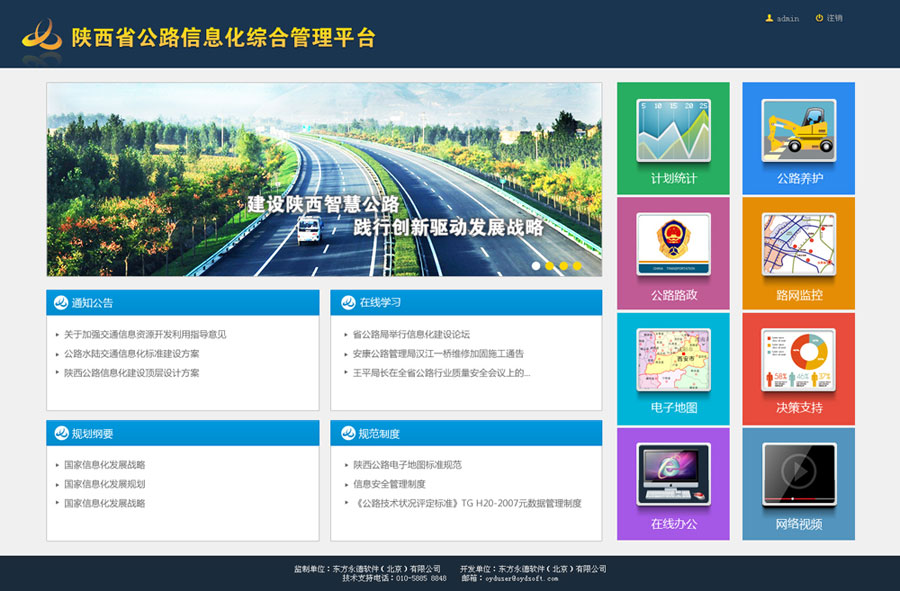 陕西省公路信息化综合管理平台
admin
注销
建设陕西智慧公路
践行创新驱动发展战略
通知公告
关于加强交通信息资源开发利用指导意见
公路水陆交通信息化标准建设方案
陕西公路信息化建设顶层设计方案
在线学习
省公路局举行信息化建设论坛
安康公路管理局汉江一桥维修加固施工通告
王平局长在全省公路行业质量安全会议上的...
规划纲要
国家信息化发展战略
国家信息化发展规划
国家信息化发展战略
规范制度
陕西公路电子地图标准规范
信息安全管理制度
《公路技术状况评定标准》TG H20-2007元数据管理制度
5 10 15 20 25
计划统计
公路养护
CHINA TRANSPORTATION
公路路政
路网监控
西安市
电子地图
58% 46% 37%
决策支持
在线办公
网络视频
监制单位：东方永德软件（北京）有限公司 开发单位：东方永德软件（北京）有限公司
技术支持电话：010-5885 8848 邮箱：oyduser@oydsoft.com